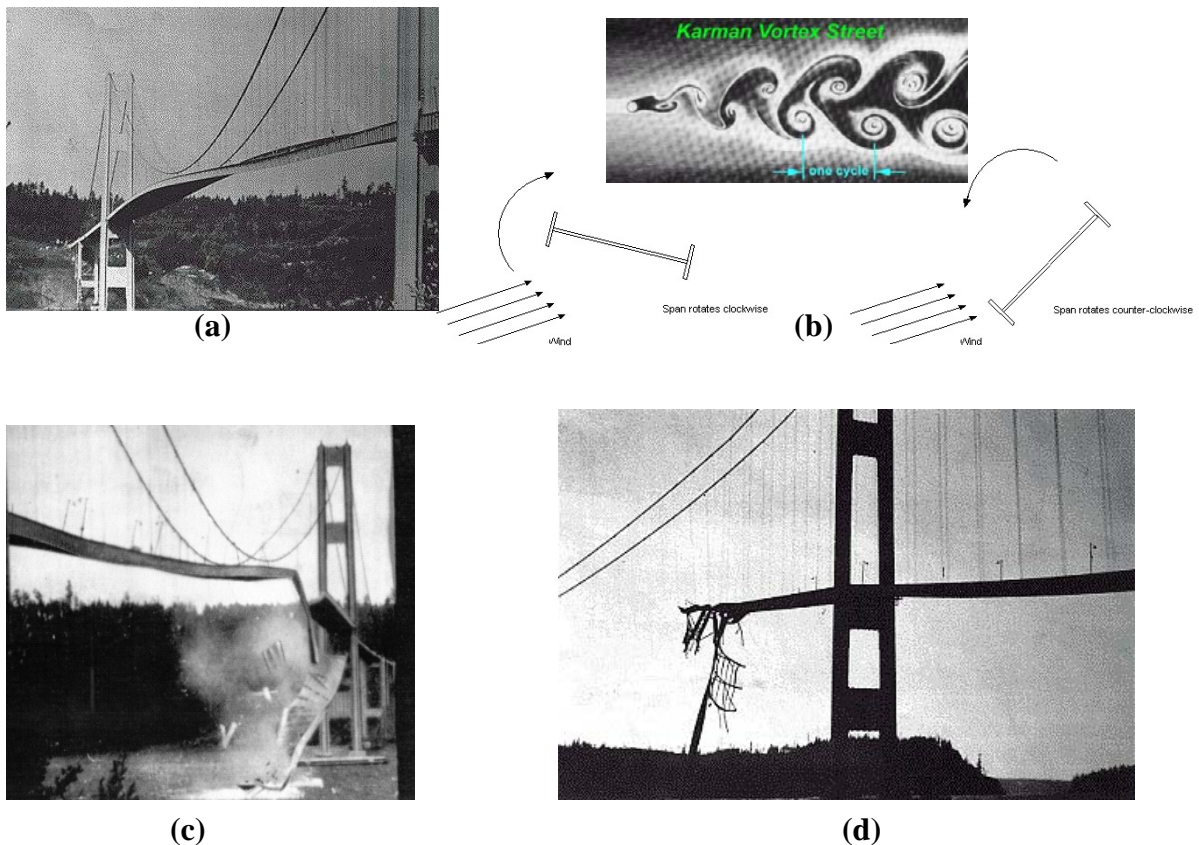 Karman Vortex Street
one cycle
Span rotates clockwise
Wind
(a)
(b)
Span rotates counter-clockwise
Wind
(c)
(d)